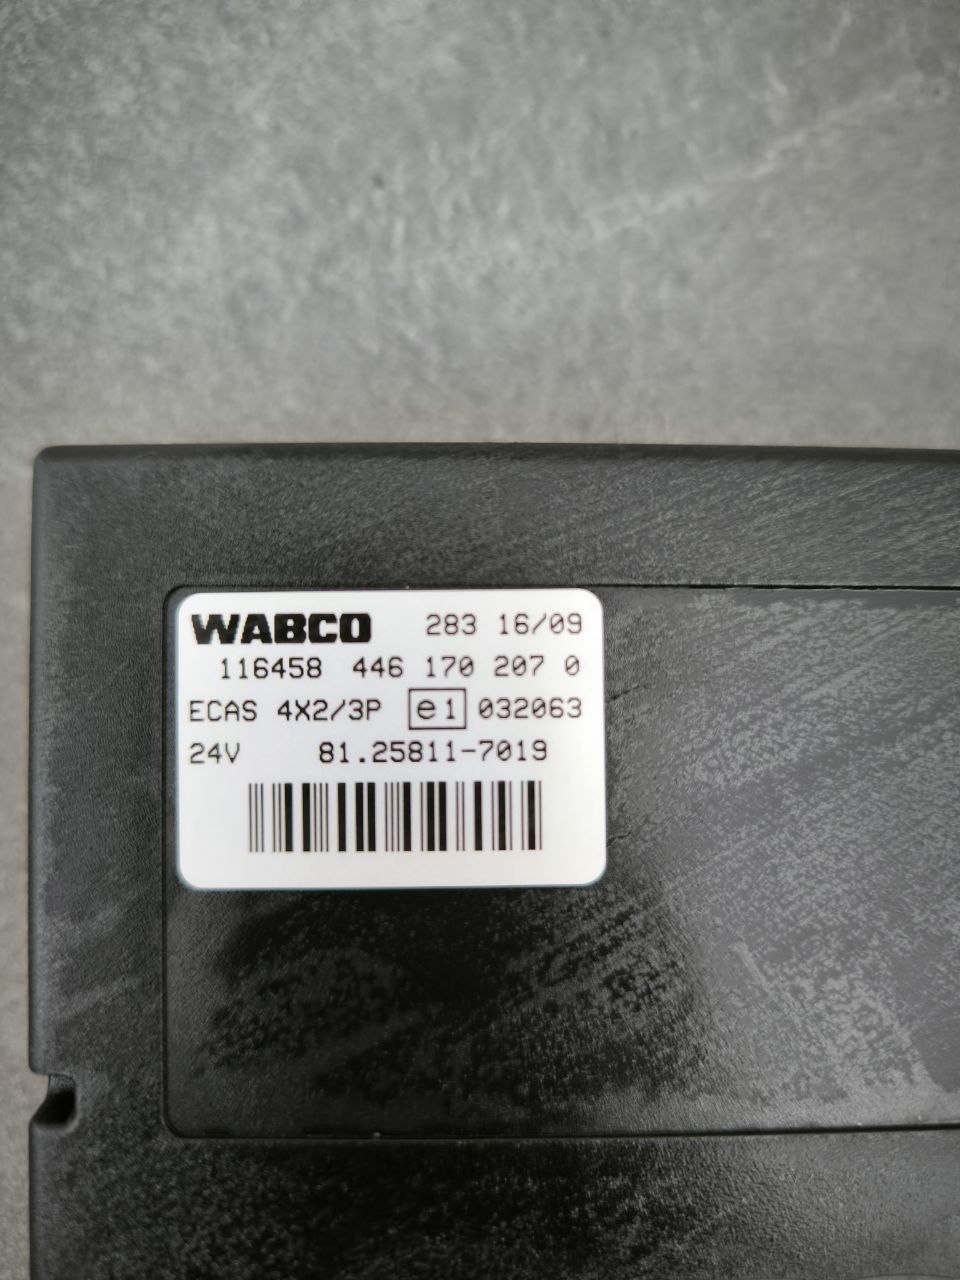 WABCO 283 16/09
116458 446 170 207 0
ECAS 4X2/3P e1 032063
24V 81.25811-7019